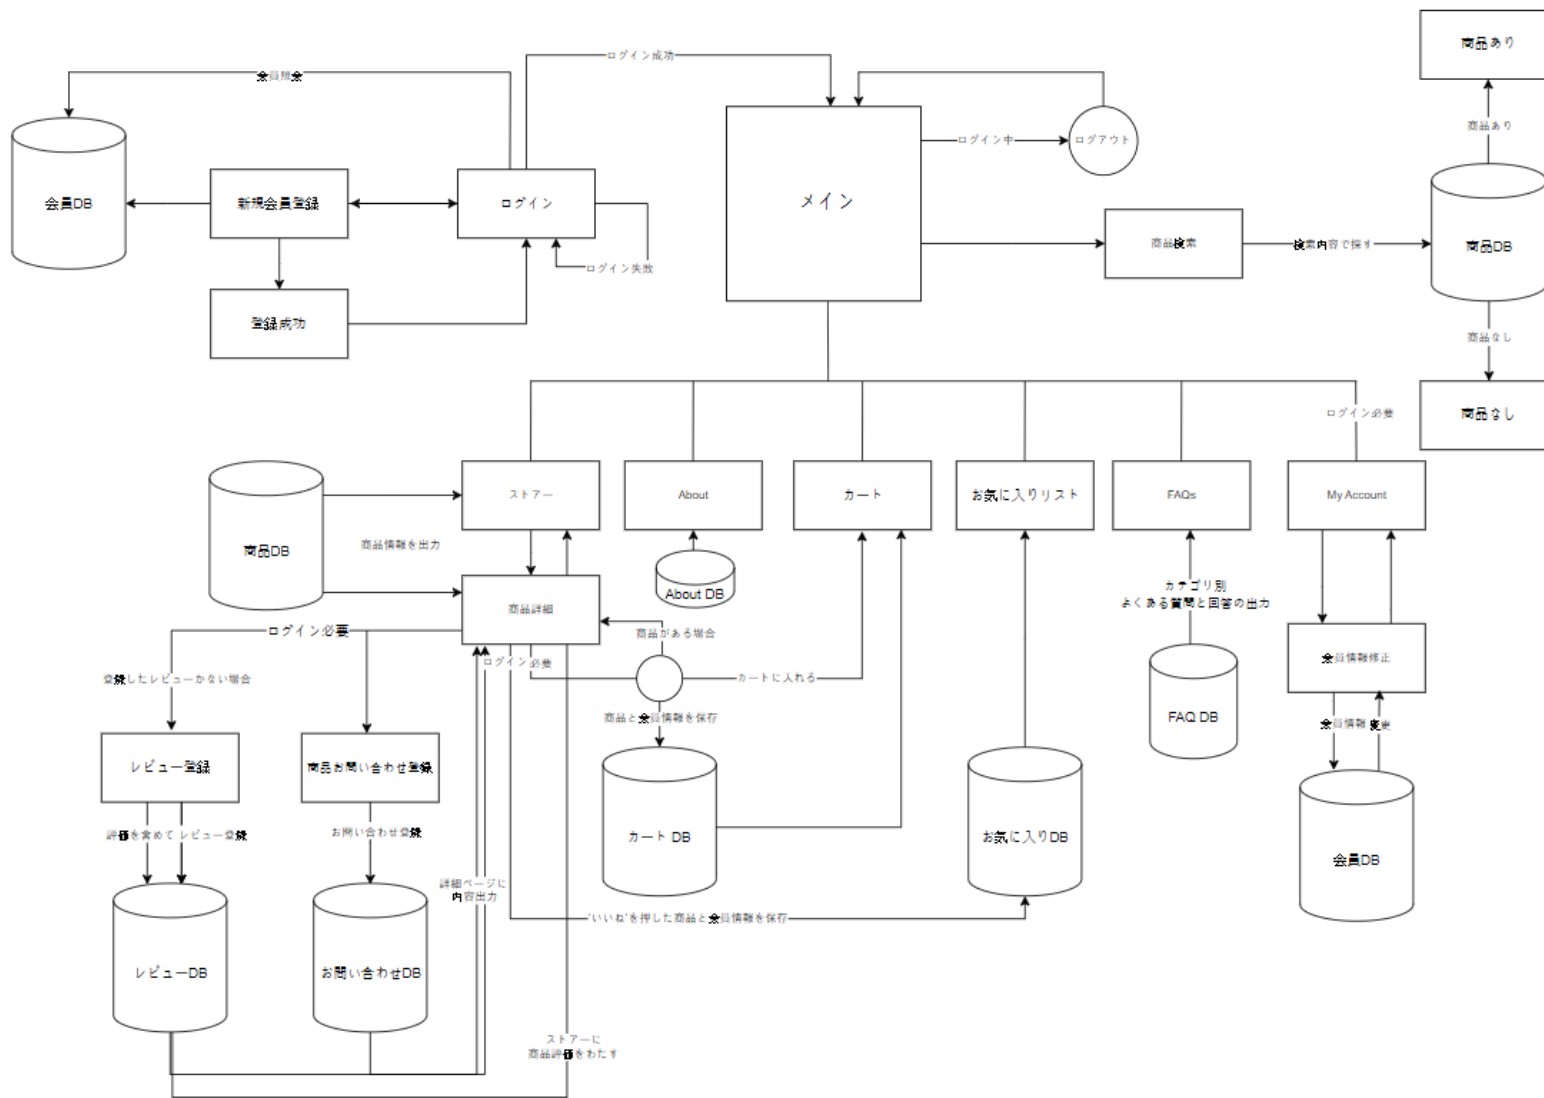 商品あり
ログイン成功
会員照会
商品あり
ログイン中
ログアウト
会員DB
新規会員登録
ログイン
メイン
商品検索
検索内容で探す
商品DB
ログイン失敗
登録成功
商品なし
商品なし
ログイン必要
ストアー
About
カート
お気に入りリスト
FAQs
My Account
商品DB
商品情報を出力
About DB
カテゴリ別
よくある質問と回答の出力
商品詳細
ログイン必要
商品がある場合
ログイン必要
会員情報修正
登録したレビューがない場合
カートに入れる
商品と会員情報を保存
FAQ DB
会員情報 変更
レビュー登録
商品お問い合わせ登録
評価を含めて レビュー登録
お問い合わせ登録
カート DB
お気に入りDB
会員DB
詳細ページに
内容出力
'いいね'を押した商品と会員情報を保存
レビューDB
お問い合わせDB
ストアーに
商品評価をわたす